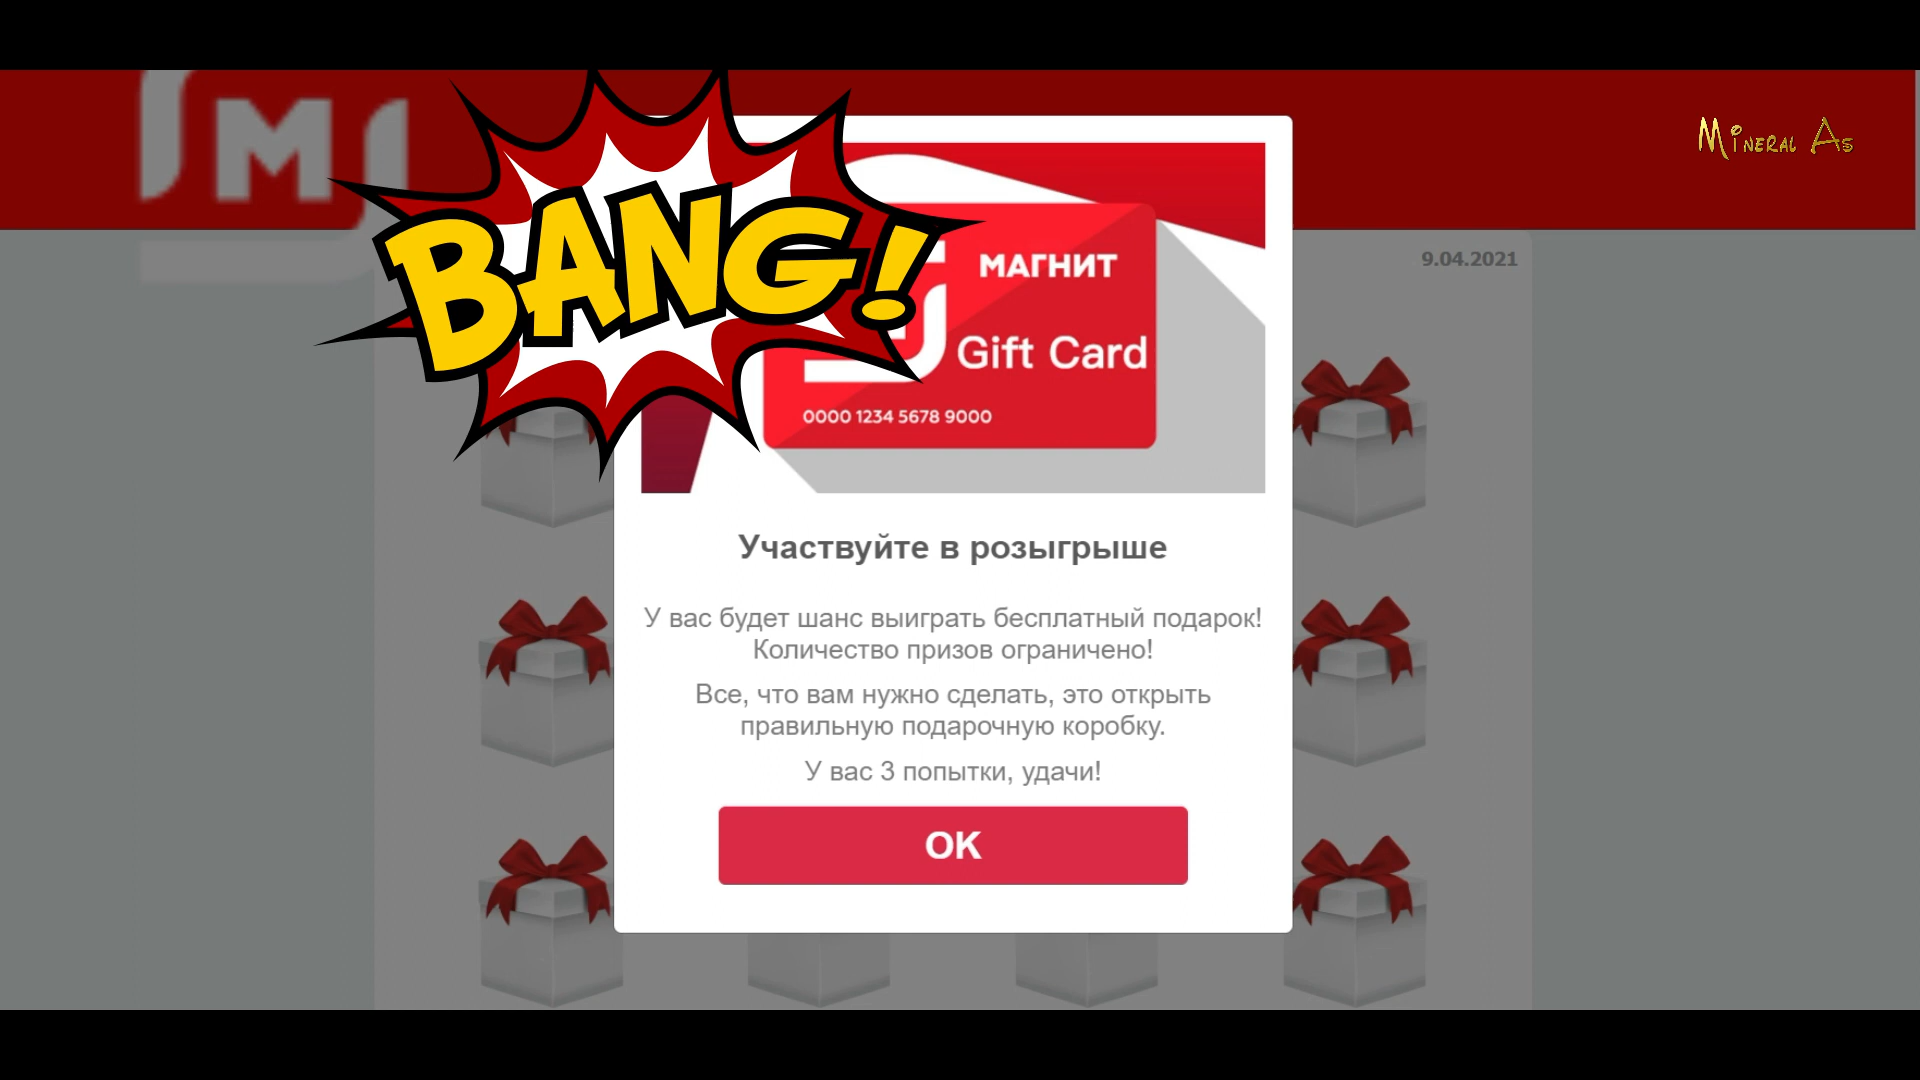 M
Mineral As
BANG!
9.04.2021
МАГНИТ
Gift Card
0000 1234 5678 9000
Участвуйте в розыгрыше
У вас будет шанс выиграть бесплатный подарок!
Количество призов ограничено!
Все, что вам нужно сделать, это открыть
правильную подарочную коробку.
У вас 3 попытки, удачи!
OK